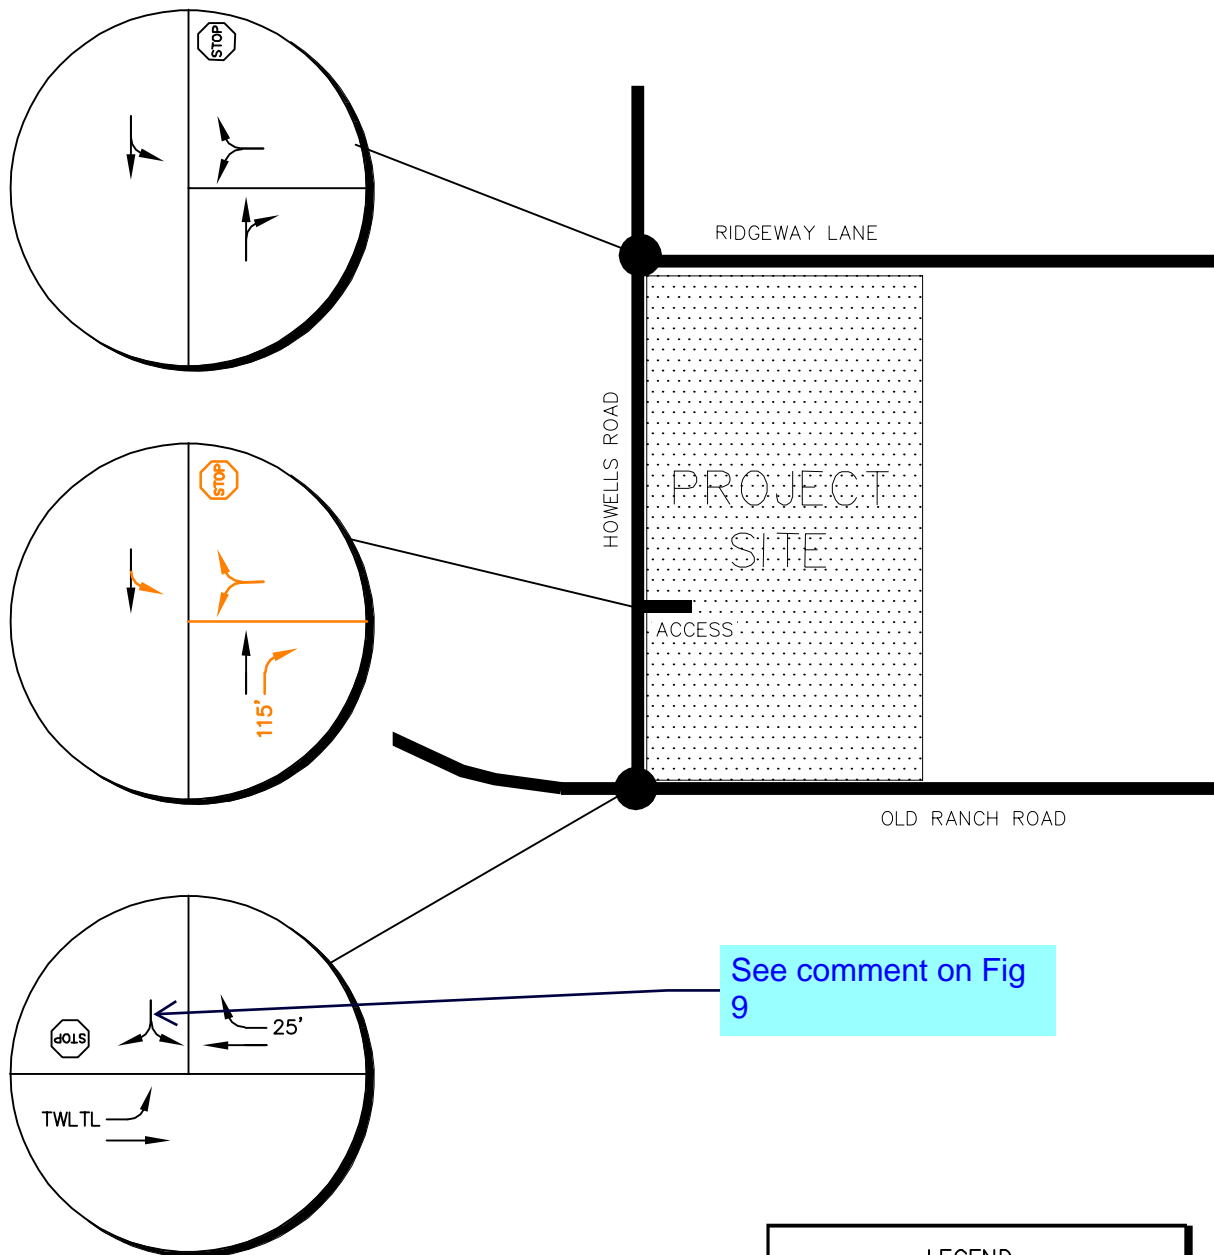 STOP
RIDGEWAY LANE
HOWELLS ROAD
PROJECT
SITE
STOP
ACCESS
115'
OLD RANCH ROAD
See comment on Fig
9
STOP
25'
TWLTL
LEGEND